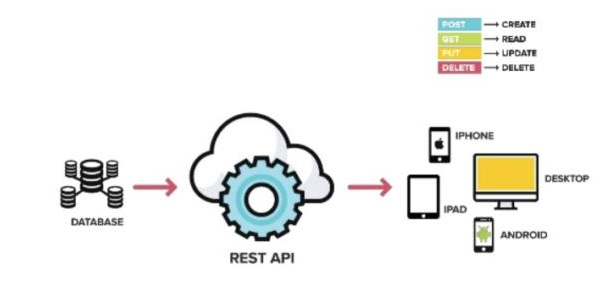 POST → CREATE
GET → READ
PUT → UPDATE
DELETE → DELETE
IPHONE
DESKTOP
IPAD
DATABASE
ANDROID
REST API